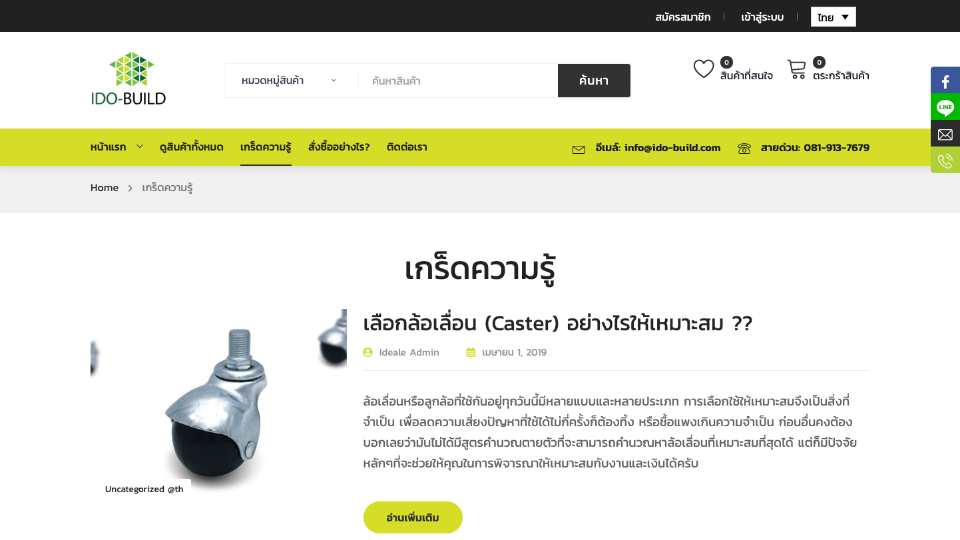 สมัครสมาชิก เข้าสู่ระบบ ไทย
IDO-BUILD
หมวดหมู่สินค้า ค้นหาสินค้า ค้นหา
0 สินค้าที่สนใจ
0 ตระกร้าสินค้า
LINE
หน้าแรก ดูสินค้าทั้งหมด เกร็ดความรู้ สั่งซื้ออย่างไร? ติดต่อเรา อีเมล์: info@ido-build.com สายด่วน: 081-913-7679
Home > เกร็ดความรู้
เกร็ดความรู้
เลือกล้อเลื่อน (Caster) อย่างไรให้เหมาะสม ??
Ideale Admin เมษายน 1, 2019
ล้อเลื่อนหรือลูกล้อที่ใช้กันอยู่ทุกวันนี้มีหลายแบบและหลายประเภท การเลือกใช้ให้เหมาะสมจึงเป็นสิ่งที่
จำเป็น เพื่อลดความเสี่ยงปัญหาที่ใช้ได้ไม่กี่ครั้งก็ต้องทิ้ง หรือซื้อแพงเกินความจำเป็น ก่อนอื่นคงต้อง
บอกเลยว่ามันไม่ได้มีสูตรคำนวณตายตัวที่จะสามารถคำนวณหาล้อเลื่อนที่เหมาะสมที่สุดได้ แต่ก็มีปัจจัย
หลักๆที่จะช่วยให้คุณในการพิจารณาให้เหมาะสมกับงานและเงินได้ครับ
Uncategorized @th
อ่านเพิ่มเติม